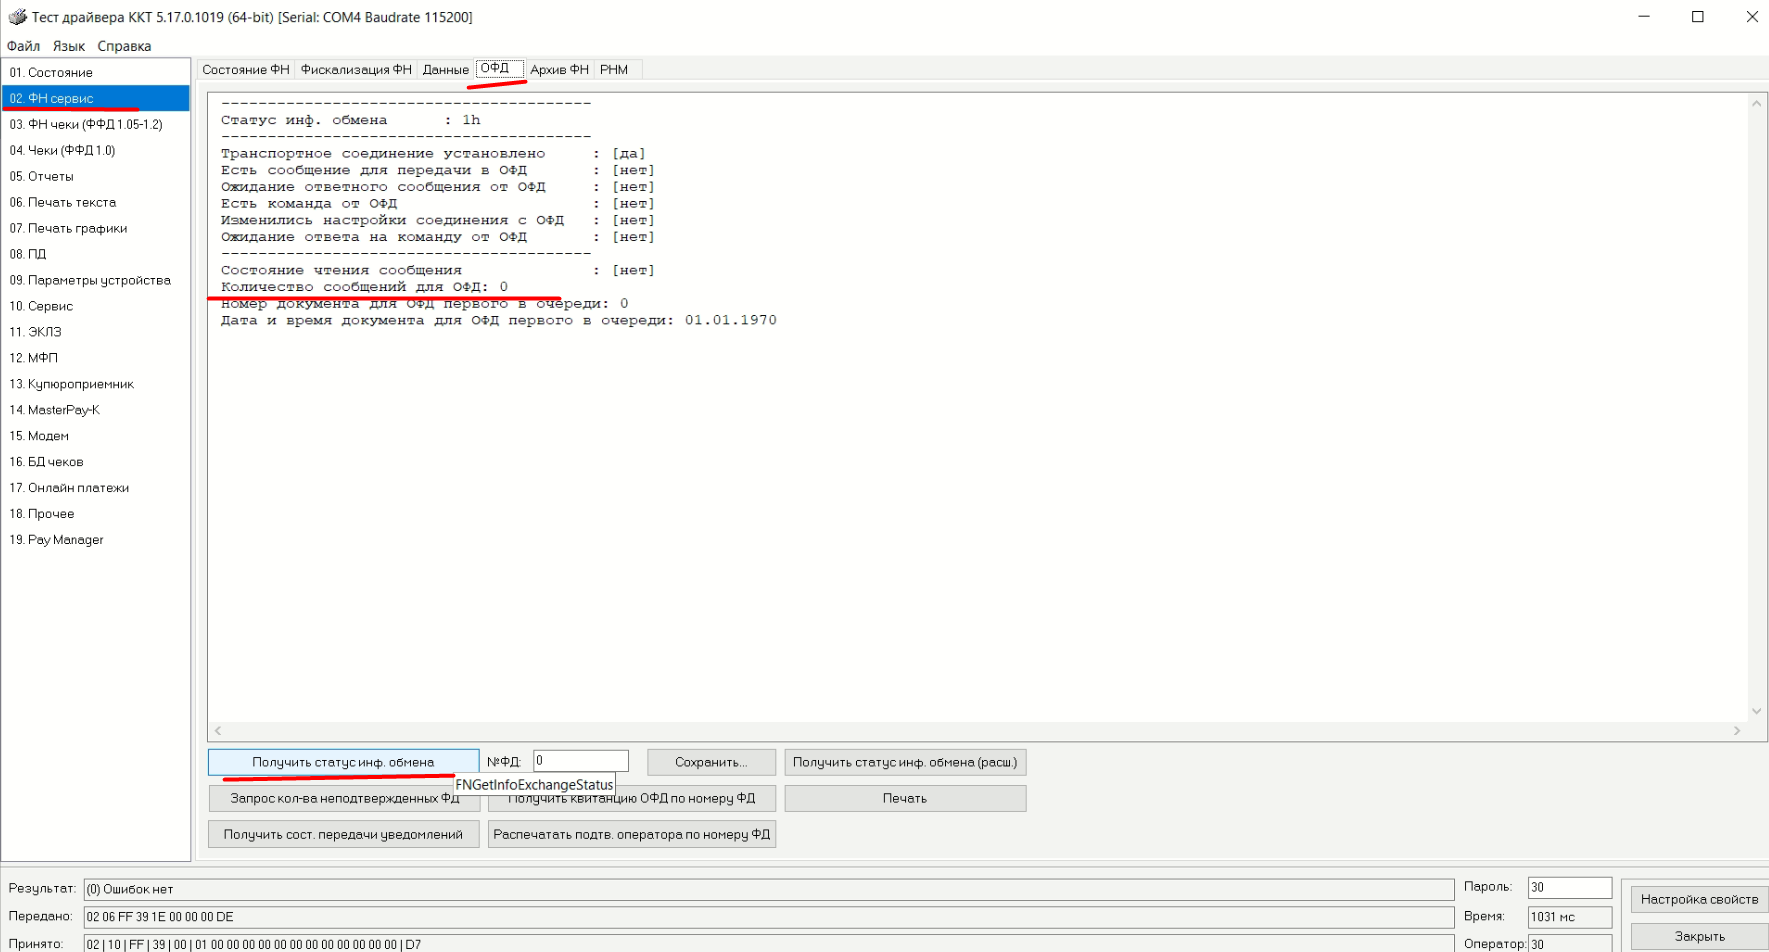 Тест драйвера ККТ 5.17.0.1019 (64-bit) [Serial: COM4 Baudrate 115200]
Файл Язык Справка
01. Состояние
02. ФН сервис
03. ФН чеки (ФФД 1.05-1.2)
04. Чеки (ФФД 1.0)
05. Отчеты
06. Печать текста
07. Печать графики
08. ПД
09. Параметры устройства
10. Сервис
11. ЭКЛЗ
12. МФП
13. Купюроприемник
14. MasterPay-K
15. Модем
16. БД чеков
17. Онлайн платежи
18. Прочее
19. Pay Manager
Состояние ФН Фискализация ФН Данные ОФД Архив ФН РНМ
----------------------------------------
Статус инф. обмена : 1h
----------------------------------------
Транспортное соединение установлено : [да]
Есть сообщение для передачи в ОФД : [нет]
Ожидание ответного сообщения от ОФД : [нет]
Есть команда от ОФД : [нет]
Изменились настройки соединения с ОФД : [нет]
Ожидание ответа на команду от ОФД : [нет]
----------------------------------------
Состояние чтения сообщения : [нет]
Количество сообщений для ОФД: 0
Номер документа для ОФД первого в очереди: 0
Дата и время документа для ОФД первого в очереди: 01.01.1970
Получить статус инф. обмена №ФД: 0 Сохранить... Получить статус инф. обмена (расш.)
FNGetInfoExchangeStatus
Запрос кол-ва неподтвержденных ФД Получить квитанцию ОФД по номеру ФД Печать
Получить сост. передачи уведомлений Распечатать подтв. оператора по номеру ФД
Результат: (0) Ошибок нет
Передано: 02 06 FF 39 1E 00 00 00 DE
Принято: 02 | 10 | FF | 39 | 00 | 01 00 00 00 00 00 00 00 00 00 00 00 00 | D7
Пароль: 30
Время: 1031 мс
Оператор: 30
Настройка свойств
Закрыть